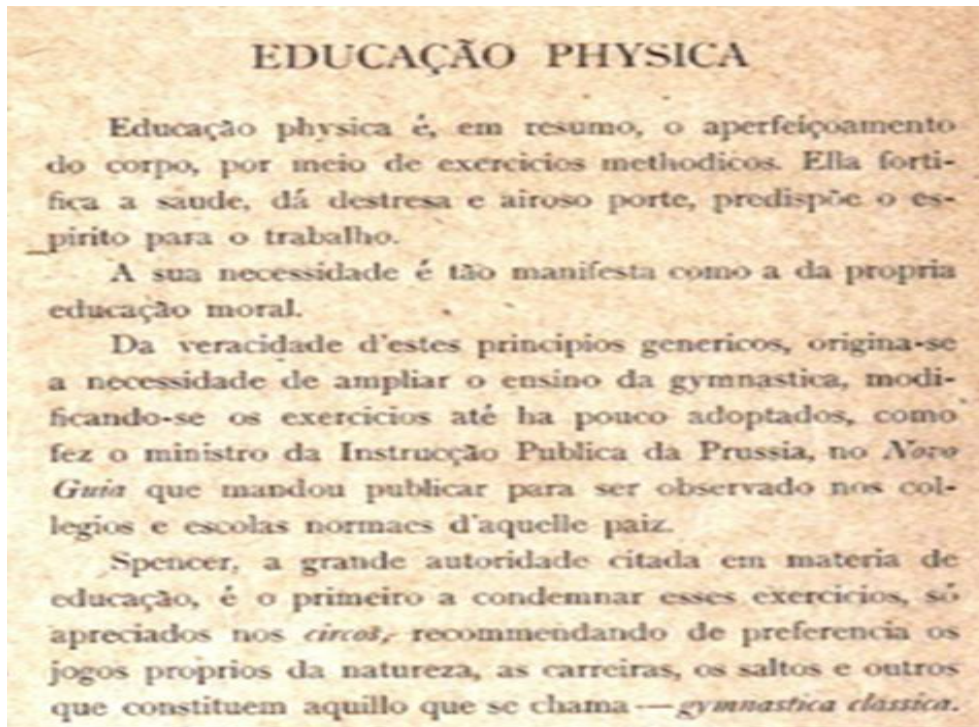 EDUCAÇÃO PHYSICA
Educação physica é, em resumo, o aperfeiçoamento
do corpo, por meio de exercicios methodicos. Ella forti-
fica a saude, dá destresa e airoso porte, predispõe o es-
pirito para o trabalho.
A sua necessidade é tão manifesta como a da propria
educação moral.
Da veracidade d'estes principios genericos, origina-se
a necessidade de ampliar o ensino da gymnastica, modi-
ficando-se os exercicios até ha pouco adoptados, como
fez o ministro da Instrucção Publica da Prussia, no Novo
Guia que mandou publicar para ser observado nos col-
legios e escolas normaes d'aquelle paiz.
Spencer, a grande autoridade citada em materia de
educação, é o primeiro a condemnar esses exercicios, só
apreciados nos circos, recommendando de preferencia os
jogos proprios da natureza, as carreiras, os saltos e outros
que constituem aquillo que se chama — gymnastica classica.